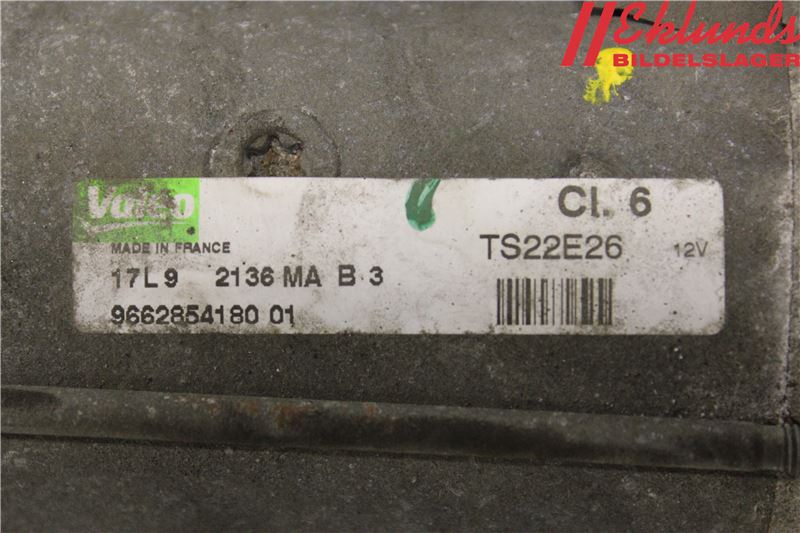 Eklunds
BILDELSLAGER
Valeo
Cl. 6
MADE IN FRANCE
TS22E26 12V
17L9 2136 MA B 3
9662854180 01